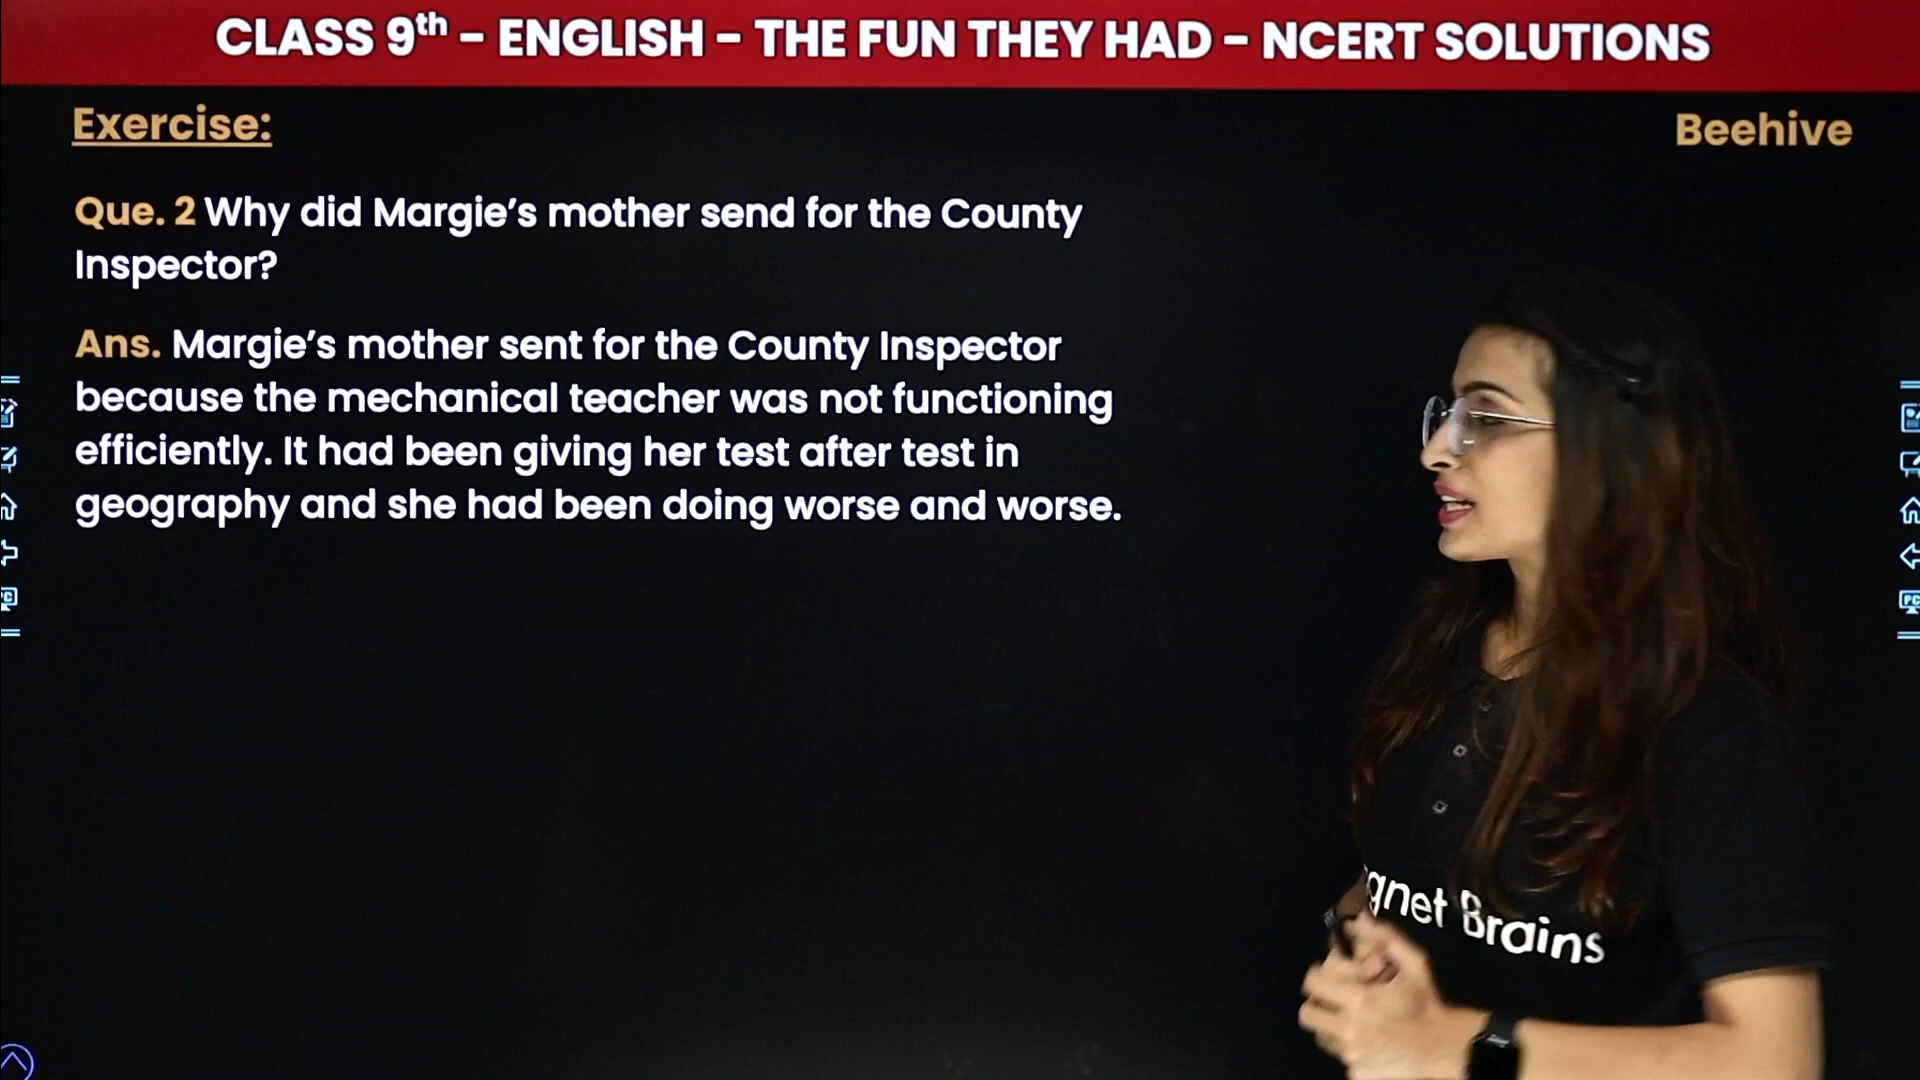 CLASS 9th – ENGLISH – THE FUN THEY HAD – NCERT SOLUTIONS
Exercise:
Beehive
Que. 2 Why did Margie's mother send for the County
Inspector?
Ans. Margie's mother sent for the County Inspector
because the mechanical teacher was not functioning
efficiently. It had been giving her test after test in
geography and she had been doing worse and worse.
gnet Brains
PC